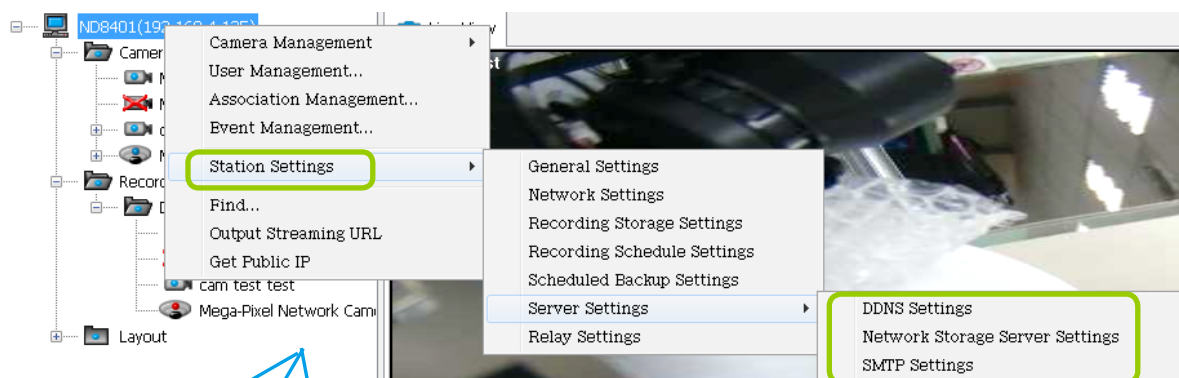 ND8401(192.168.4.125)
Camera Management
User Management...
Association Management...
Event Management...
Station Settings
Find...
Output Streaming URL
Get Public IP
General Settings
Network Settings
Recording Storage Settings
Recording Schedule Settings
Scheduled Backup Settings
Server Settings
Relay Settings
DDNS Settings
Network Storage Server Settings
SMTP Settings
Camer
Record
cam test test
Mega-Pixel Network Cam
Layout